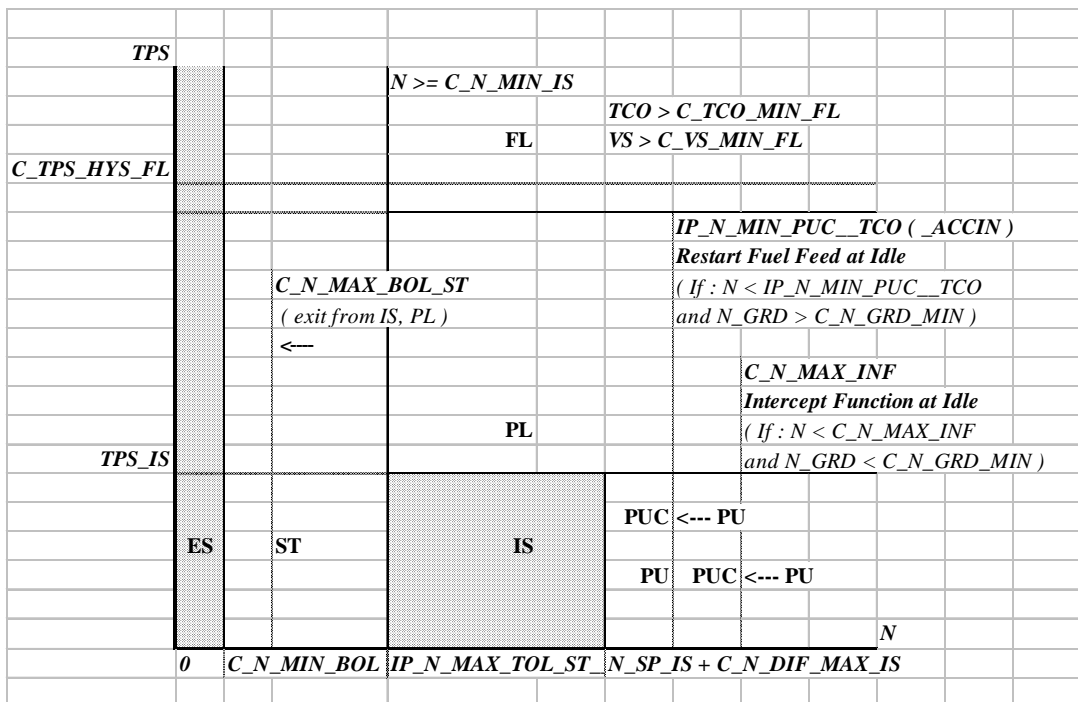 TPS
N >= C_N_MIN_IS
TCO > C_TCO_MIN_FL
FL VS > C_VS_MIN_FL
C_TPS_HYS_FL
IP_N_MIN_PUC__TCO ( _ACCIN )
Restart Fuel Feed at Idle
C_N_MAX_BOL_ST ( If : N < IP_N_MIN_PUC__TCO
( exit from IS, PL ) and N_GRD > C_N_GRD_MIN )
<----
C_N_MAX_INF
Intercept Function at Idle
PL ( If : N < C_N_MAX_INF
TPS_IS and N_GRD < C_N_GRD_MIN )
PUC <--- PU
ES ST IS
PU PUC <--- PU
N
0 C_N_MIN_BOL IP_N_MAX_TOL_ST_ N_SP_IS + C_N_DIF_MAX_IS